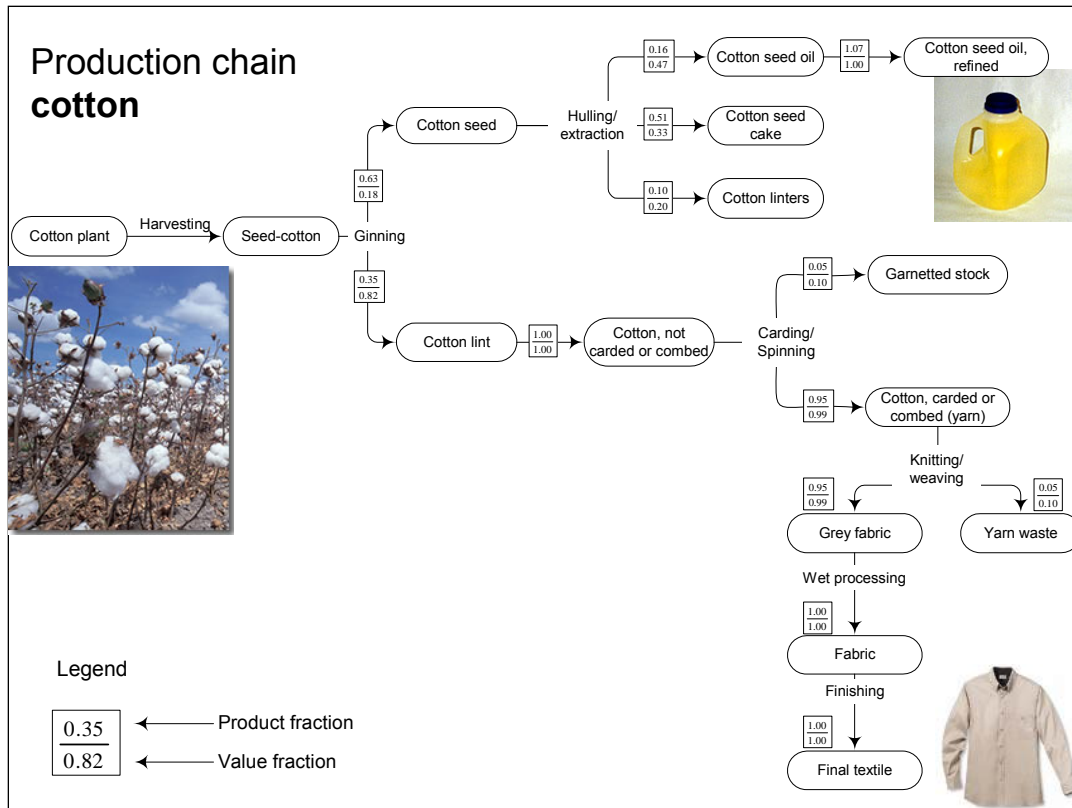 Production chain
cotton
Cotton plant
Harvesting
Seed-cotton
Ginning
0.63
0.18
Cotton seed
Hulling/
extraction
0.16
0.47
Cotton seed oil
1.07
1.00
Cotton seed oil,
refined
0.51
0.33
Cotton seed
cake
0.10
0.20
Cotton linters
0.35
0.82
Cotton lint
1.00
1.00
Cotton, not
carded or combed
Carding/
Spinning
0.05
0.10
Garnetted stock
0.95
0.99
Cotton, carded or
combed (yarn)
Knitting/
weaving
0.95
0.99
Grey fabric
0.05
0.10
Yarn waste
Wet processing
1.00
1.00
Fabric
Finishing
1.00
1.00
Final textile
Legend
0.35
0.82
Product fraction
Value fraction